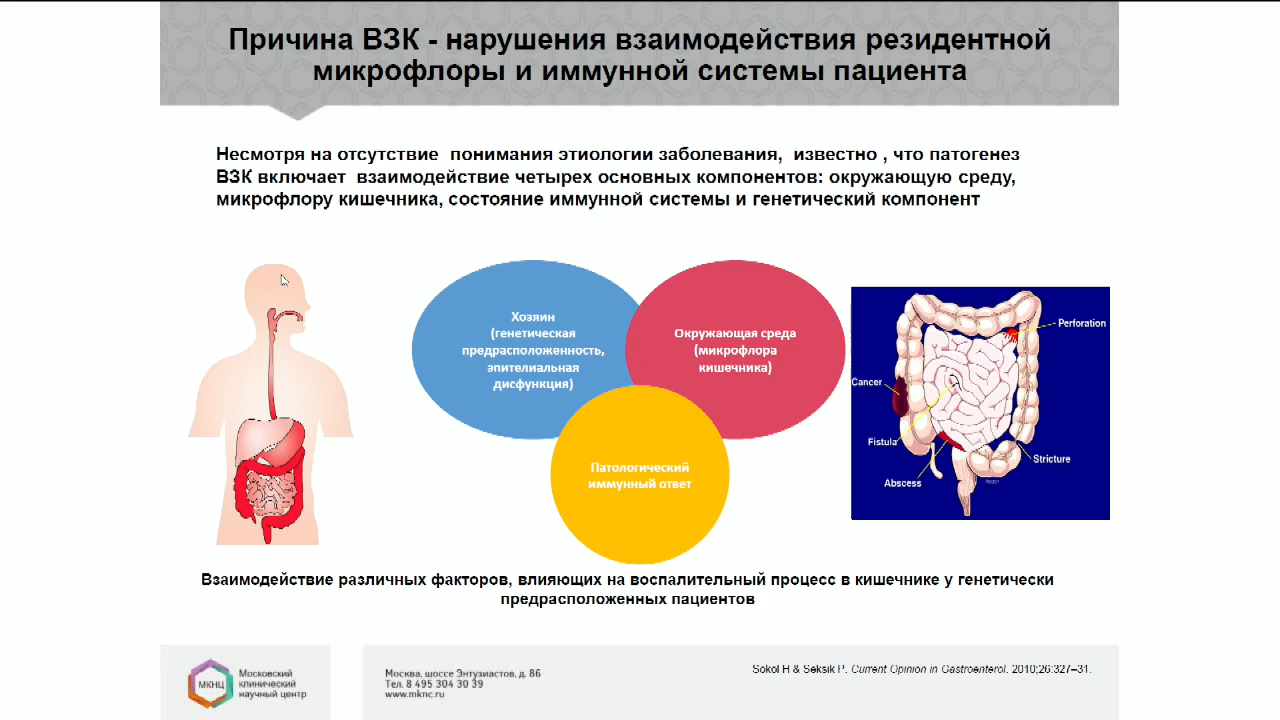 Причина ВЗК - нарушения взаимодействия резидентной
микрофлоры и иммунной системы пациента
Несмотря на отсутствие понимания этиологии заболевания, известно , что патогенез
ВЗК включает взаимодействие четырех основных компонентов: окружающую среду,
микрофлору кишечника, состояние иммунной системы и генетический компонент
Хозяин
(генетическая
предрасположенность,
эпителиальная
дисфункция)
Окружающая среда
(микрофлора
кишечника)
Патологический
иммунный ответ
Perforation
Cancer
Fistula
Stricture
Abscess
Взаимодействие различных факторов, влияющих на воспалительный процесс в кишечнике у генетически
предрасположенных пациентов
МКНЦ
Московский
клинический
научный центр
Москва, шоссе Энтузиастов, д. 86
Тел. 8 495 304 30 39
www.mknc.ru
Sokol H & Seksik P. Current Opinion in Gastroenterol. 2010;26:327–31.